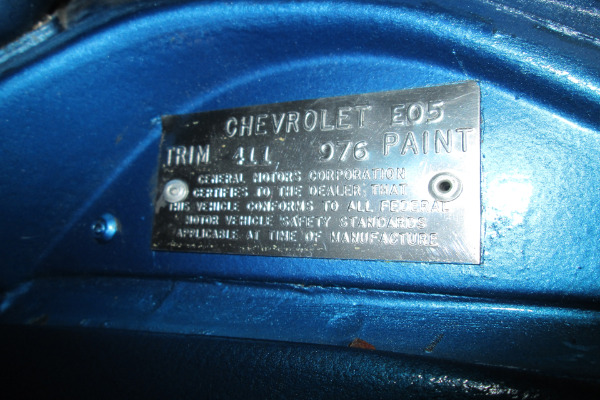 CHEVROLET E05
TRIM 411 976 PAINT
GENERAL MOTORS CORPORATION
CERTIFIES TO THE DEALER THAT
THIS VEHICLE CONFORMS TO ALL FEDERAL
MOTOR VEHICLE SAFETY STANDARDS
APPLICABLE AT TIME OF MANUFACTURE